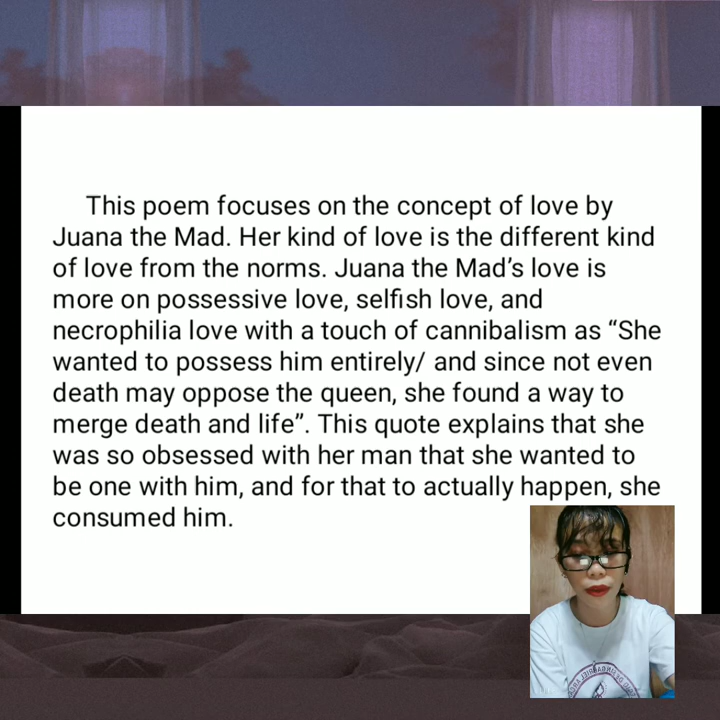 This poem focuses on the concept of love by
Juana the Mad. Her kind of love is the different kind
of love from the norms. Juana the Mad’s love is
more on possessive love, selfish love, and
necrophilia love with a touch of cannibalism as “She
wanted to possess him entirely/ and since not even
death may oppose the queen, she found a way to
merge death and life”. This quote explains that she
was so obsessed with her man that she wanted to
be one with him, and for that to actually happen, she
consumed him.